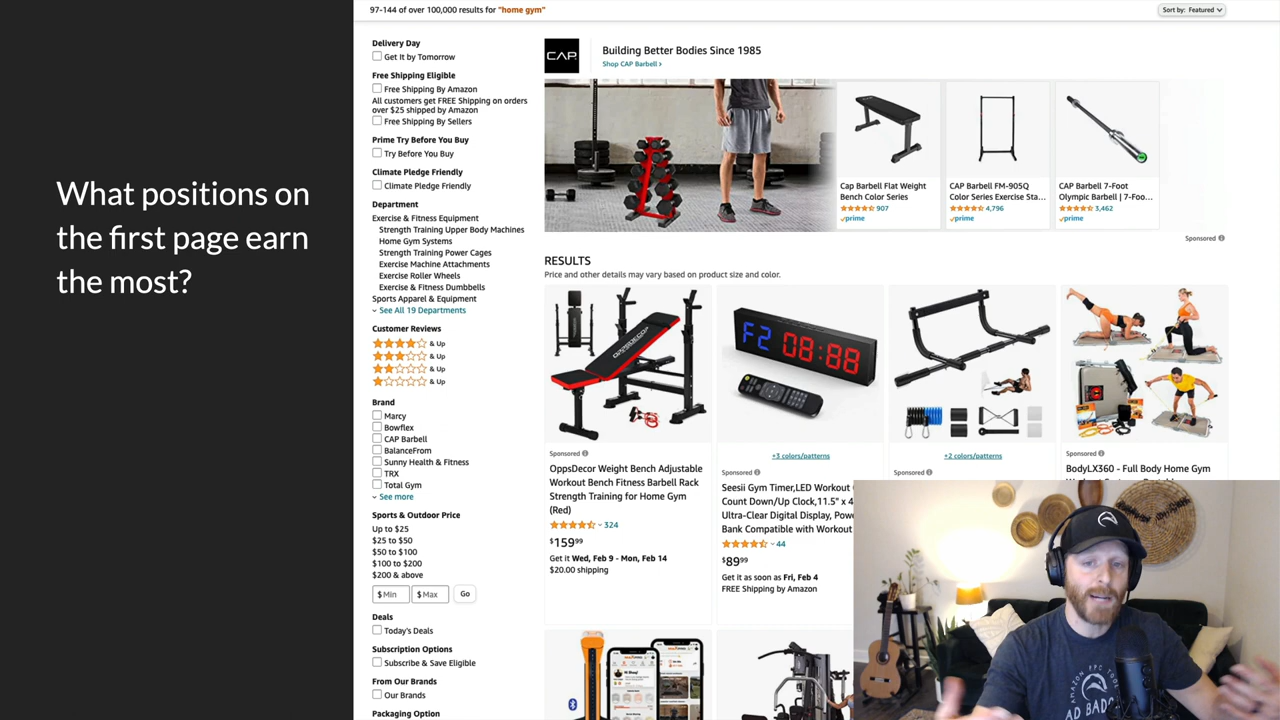 What positions on
the first page earn
the most?
97-144 of over 100,000 results for "home gym"
Sort by: Featured
Delivery Day
Get It by Tomorrow
Free Shipping Eligible
Free Shipping By Amazon
All customers get FREE Shipping on orders
over $25 shipped by Amazon
Free Shipping By Sellers
Prime Try Before You Buy
Try Before You Buy
Climate Pledge Friendly
Climate Pledge Friendly
Department
Exercise & Fitness Equipment
Strength Training Upper Body Machines
Home Gym Systems
Strength Training Power Cages
Exercise Machine Attachments
Exercise Roller Wheels
Exercise & Fitness Dumbbells
Sports Apparel & Equipment
See All 19 Departments
Customer Reviews
& Up
& Up
& Up
& Up
Brand
Marcy
Bowflex
CAP Barbell
BalanceFrom
Sunny Health & Fitness
TRX
Total Gym
See more
Sports & Outdoor Price
Up to $25
$25 to $50
$50 to $100
$100 to $200
$200 & above
$ Min $ Max Go
Deals
Today's Deals
Subscription Options
Subscribe & Save Eligible
From Our Brands
Our Brands
Packaging Option
CAP
Building Better Bodies Since 1985
Shop CAP Barbell ›
Cap Barbell Flat Weight
Bench Color Series
907
prime
CAP Barbell FM-905Q
Color Series Exercise Sta...
4,796
prime
CAP Barbell 7-Foot
Olympic Barbell | 7-Foo...
3,462
prime
Sponsored
RESULTS
Price and other details may vary based on product size and color.
OPPSDECOR
Sponsored
OppsDecor Weight Bench Adjustable
Workout Bench Fitness Barbell Rack
Strength Training for Home Gym
(Red)
324
$159.99
Get it Wed, Feb 9 - Mon, Feb 14
$20.00 shipping
F2 08:88
+3 colors/patterns
Sponsored
Seesii Gym Timer,LED Workout
Count Down/Up Clock,11.5" x 4
Ultra-Clear Digital Display, Pow
Bank Compatible with Workout
44
$89.99
Get it as soon as Fri, Feb 4
FREE Shipping by Amazon
+2 colors/patterns
Sponsored
Sponsored
BodyLX360 - Full Body Home Gym